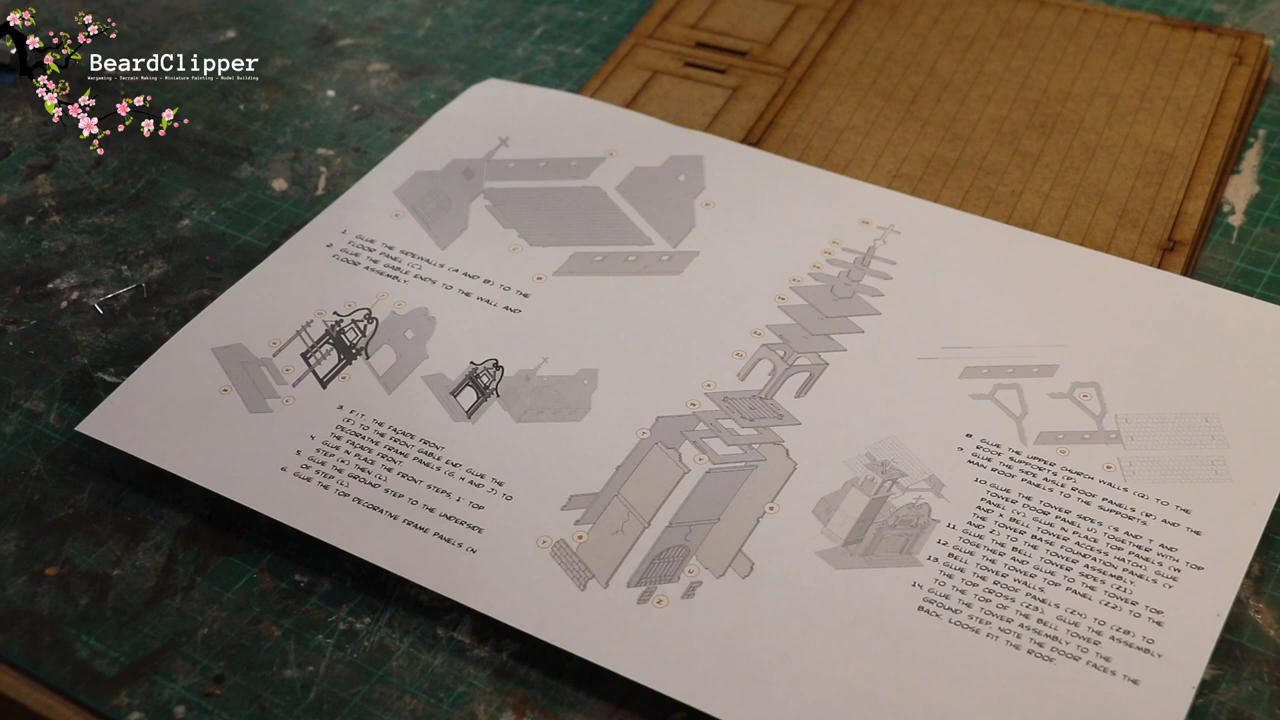 BeardClipper
Wargaming - Terrain Making - Miniature Painting - Model Building
1. GLUE THE SIDEWALLS (A AND B) TO THE
FLOOR PANEL (C).
2. GLUE THE GABLE ENDS TO THE WALL AND
FLOOR ASSEMBLY.
3. FIT THE FAÇADE FRONT
(F) TO THE FRONT GABLE END. GLUE THE
DECORATIVE FRAME PANELS (G, H AND J) TO
THE FAÇADE FRONT.
4. GLUE IN PLACE THE FRONT STEPS, 1" TOP
STEP (K) THEN (L).
5. GLUE THE GROUND STEP TO THE UNDERSIDE
OF STEP (L).
6. GLUE THE TOP DECORATIVE FRAME PANELS (N
8. GLUE THE UPPER CHURCH WALLS (Q) TO THE
ROOF SUPPORTS (P).
9. GLUE THE SIDE AISLE ROOF PANELS (R) AND THE
MAIN ROOF PANELS TO THE SUPPORTS.
10. GLUE THE TOWER SIDES (S AND T AND
TOWER DOOR PANEL U) TOGETHER WITH TOP
PANEL (V). GLUE IN PLACE TOP PANELS (W
AND X BELL TOWER ACCESS HATCH). GLUE
THE TOWER BASE FOUNDATION PANELS (Y
AND Z) TO THE ASSEMBLY.
11. GLUE THE BELL TOWER SIDES (Z1)
TOGETHER AND GLUE TO THE TOWER TOP.
12. GLUE THE TOWER TOP PANEL (Z2) TO THE
BELL TOWER WALLS.
13. GLUE THE ROOF PANELS (Z4) TO (Z8) TO
THE TOP CROSS (Z3). GLUE THE ASSEMBLY
TO THE TOP OF THE BELL TOWER.
14. GLUE THE TOWER ASSEMBLY TO THE
GROUND STEP. NOTE THE DOOR FACES THE
BACK. LOOSE FIT THE ROOF.